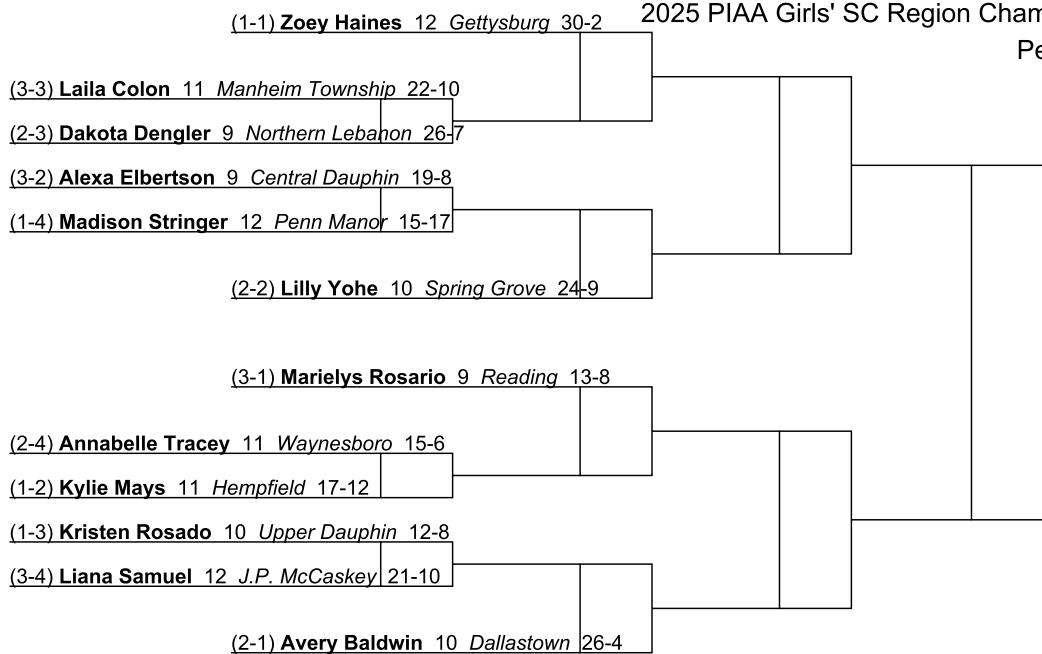 (1-1) Zoey Haines 12 Gettysburg 30-2
2025 PIAA Girls' SC Region Cham
Pe
(3-3) Laila Colon 11 Manheim Township 22-10
(2-3) Dakota Dengler 9 Northern Lebanon 26-7
(3-2) Alexa Elbertson 9 Central Dauphin 19-8
(1-4) Madison Stringer 12 Penn Manor 15-17
(2-2) Lilly Yohe 10 Spring Grove 24-9
(3-1) Marielys Rosario 9 Reading 13-8
(2-4) Annabelle Tracey 11 Waynesboro 15-6
(1-2) Kylie Mays 11 Hempfield 17-12
(1-3) Kristen Rosado 10 Upper Dauphin 12-8
(3-4) Liana Samuel 12 J.P. McCaskey 21-10
(2-1) Avery Baldwin 10 Dallastown 26-4